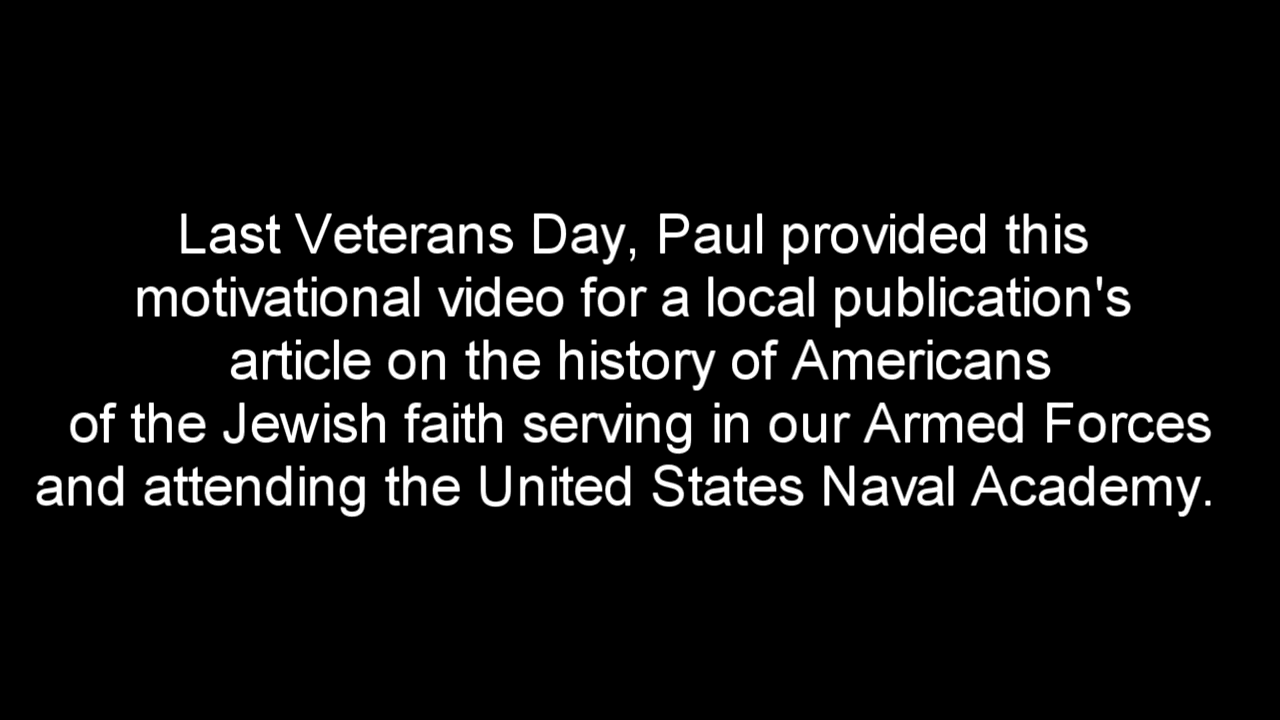 Last Veterans Day, Paul provided this
motivational video for a local publication's
article on the history of Americans
of the Jewish faith serving in our Armed Forces
and attending the United States Naval Academy.